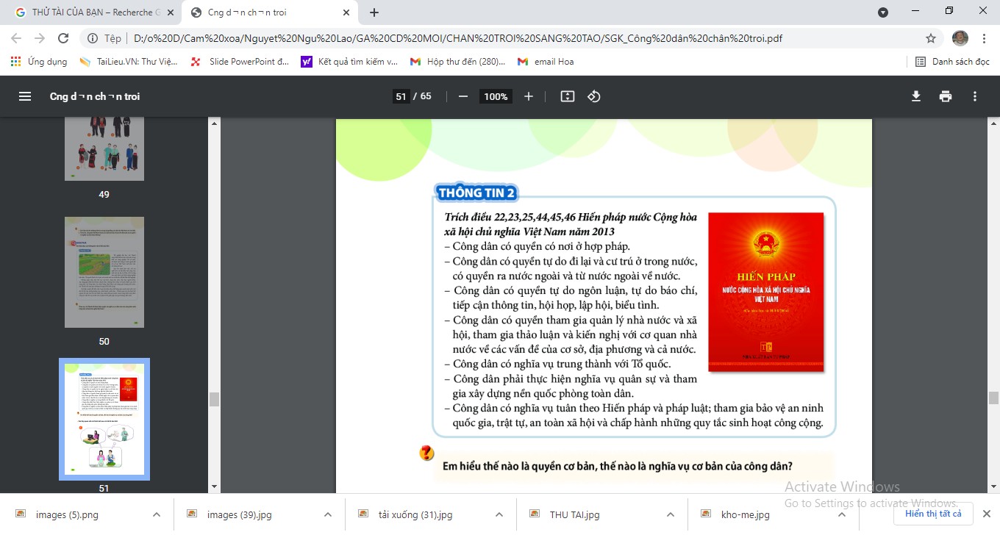 THỬ TÀI CỦA BẠN – Recherche G
Cng d ¬ n ch ¬ n troi
Tệp
D:/o%20D/Cam%20xoa/Nguyet%20Ngu%20Lao/GA%20CD%20MOI/CHAN%20TROI%20SANG%20TAO/SGK_Công%20dân%20chân%20troi.pdf
Ứng dụng
TaiLieu.VN: Thư Việ...
Slide PowerPoint đ...
Kết quả tìm kiếm v...
Hộp thư đến (280)...
email Hoa
Danh sách đọc
Cng d ¬ n ch ¬ n troi
51 / 65
100%
49
50
51
THÔNG TIN 2
Trích điều 22,23,25,44,45,46 Hiến pháp nước Cộng hòa
xã hội chủ nghĩa Việt Nam năm 2013
– Công dân có quyền có nơi ở hợp pháp.
– Công dân có quyền tự do đi lại và cư trú ở trong nước,
có quyền ra nước ngoài và từ nước ngoài về nước.
– Công dân có quyền tự do ngôn luận, tự do báo chí,
tiếp cận thông tin, hội họp, lập hội, biểu tình.
– Công dân có quyền tham gia quản lý nhà nước và xã
hội, tham gia thảo luận và kiến nghị với cơ quan nhà
nước về các vấn đề của cơ sở, địa phương và cả nước.
– Công dân có nghĩa vụ trung thành với Tổ quốc.
– Công dân phải thực hiện nghĩa vụ quân sự và tham
gia xây dựng nền quốc phòng toàn dân.
– Công dân có nghĩa vụ tuân theo Hiến pháp và pháp luật; tham gia bảo vệ an ninh
quốc gia, trật tự, an toàn xã hội và chấp hành những quy tắc sinh hoạt công cộng.
HIẾN PHÁP
NƯỚC CỘNG HÒA XÃ HỘI CHỦ NGHĨA
VIỆT NAM
NHÀ XUẤT BẢN TƯ PHÁP
Em hiểu thế nào là quyền cơ bản, thế nào là nghĩa vụ cơ bản của công dân?
Activate Windows
Go to Settings to activate Windows.
images (5).png
images (39).jpg
tải xuống (31).jpg
THU TAI.jpg
kho-me.jpg
Hiển thị tất cả